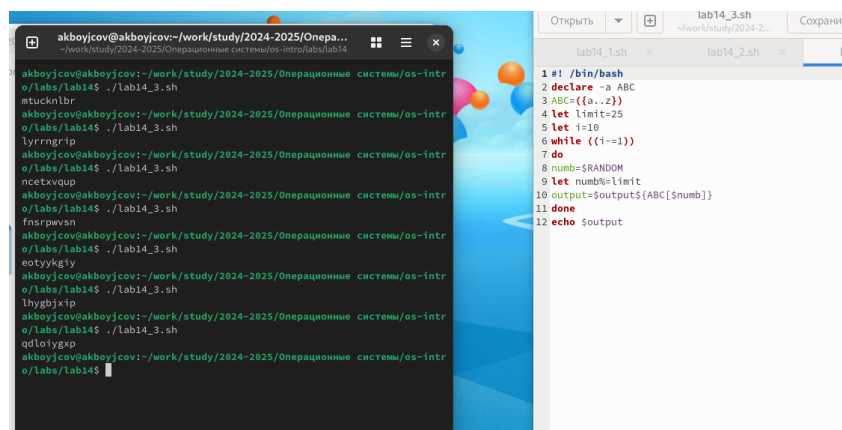 akboyjcov@akboyjcov:~/work/study/2024-2025/Опера...
~/work/study/2024-2025/Операционные системы/os-intro/labs/lab14
akboyjcov@akboyjcov:~/work/study/2024-2025/Операционные системы/os-intr
o/labs/lab14$ ./lab14_3.sh
mtucknlbr
akboyjcov@akboyjcov:~/work/study/2024-2025/Операционные системы/os-intr
o/labs/lab14$ ./lab14_3.sh
lyrrngrip
akboyjcov@akboyjcov:~/work/study/2024-2025/Операционные системы/os-intr
o/labs/lab14$ ./lab14_3.sh
ncetxvqup
akboyjcov@akboyjcov:~/work/study/2024-2025/Операционные системы/os-intr
o/labs/lab14$ ./lab14_3.sh
fnsrpwvsn
akboyjcov@akboyjcov:~/work/study/2024-2025/Операционные системы/os-intr
o/labs/lab14$ ./lab14_3.sh
eotyykgiy
akboyjcov@akboyjcov:~/work/study/2024-2025/Операционные системы/os-intr
o/labs/lab14$ ./lab14_3.sh
lhygbjxip
akboyjcov@akboyjcov:~/work/study/2024-2025/Операционные системы/os-intr
o/labs/lab14$ ./lab14_3.sh
qdloiygxp
akboyjcov@akboyjcov:~/work/study/2024-2025/Операционные системы/os-intr
o/labs/lab14$
Открыть lab14_3.sh Сохрани
~/work/study/2024-2...
lab14_1.sh lab14_2.sh
1 #! /bin/bash
2 declare -a ABC
3 ABC=({a..z})
4 let limit=25
5 let i=10
6 while ((i-=1))
7 do
8 numb=$RANDOM
9 let numb%=limit
10 output=$output${ABC[$numb]}
11 done
12 echo $output